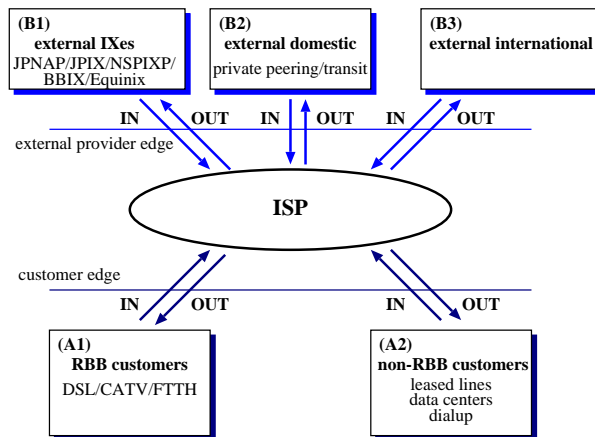 (B1)
external IXes
JPNAP/JPIX/NSPIXP/
BBIX/Equinix
(B2)
external domestic
private peering/transit
(B3)
external international
IN
OUT
IN
OUT
IN
OUT
external provider edge
ISP
customer edge
IN
OUT
IN
OUT
(A1)
RBB customers
DSL/CATV/FTTH
(A2)
non-RBB customers
leased lines
data centers
dialup